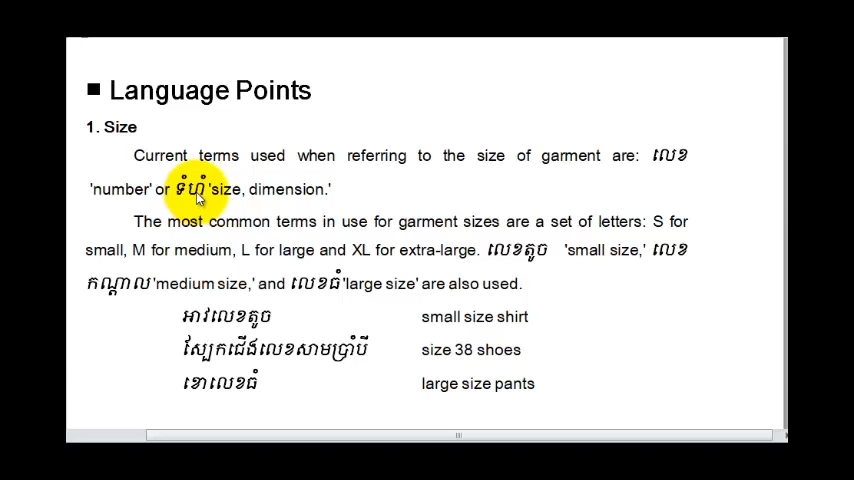 ■ Language Points
1. Size
Current terms used when referring to the size of garment are: លេខ
'number' or ទំហំ 'size, dimension.'
The most common terms in use for garment sizes are a set of letters: S for
small, M for medium, L for large and XL for extra-large. លេខតូច 'small size,' លេខ
កណ្ដាល 'medium size,' and លេខធំ 'large size' are also used.
អាវលេខតូច small size shirt
ស្បែកជើងលេខសាមប្រាំបី size 38 shoes
ខោលេខធំ large size pants